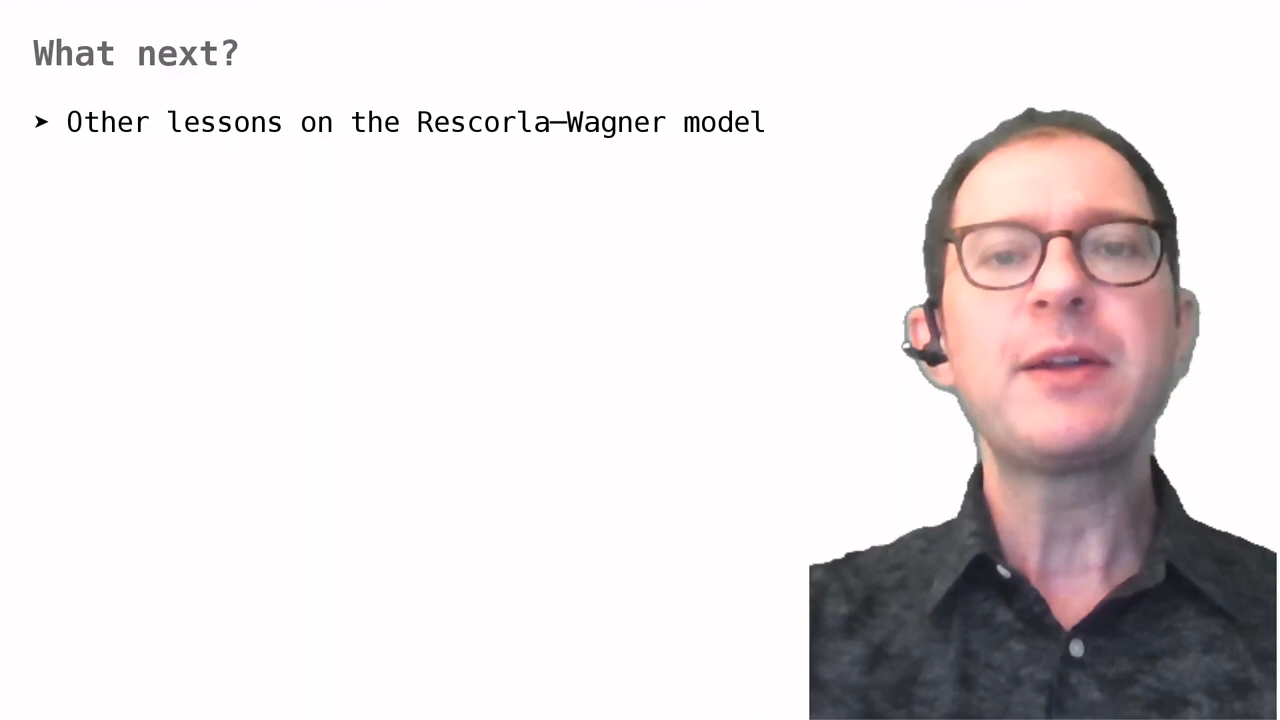 What next?
➤ Other lessons on the Rescorla–Wagner model